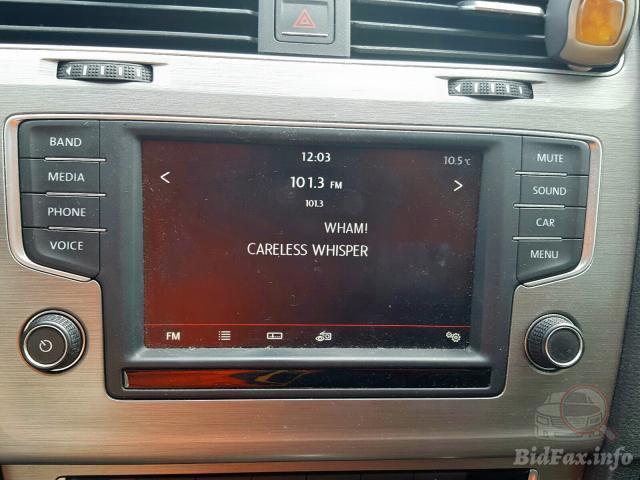 BAND
MEDIA
PHONE
VOICE
12:03
10.5 °C
<
101.3 FM
>
101.3
WHAM!
CARELESS WHISPER
FM
MUTE
SOUND
CAR
MENU
BidFax.info